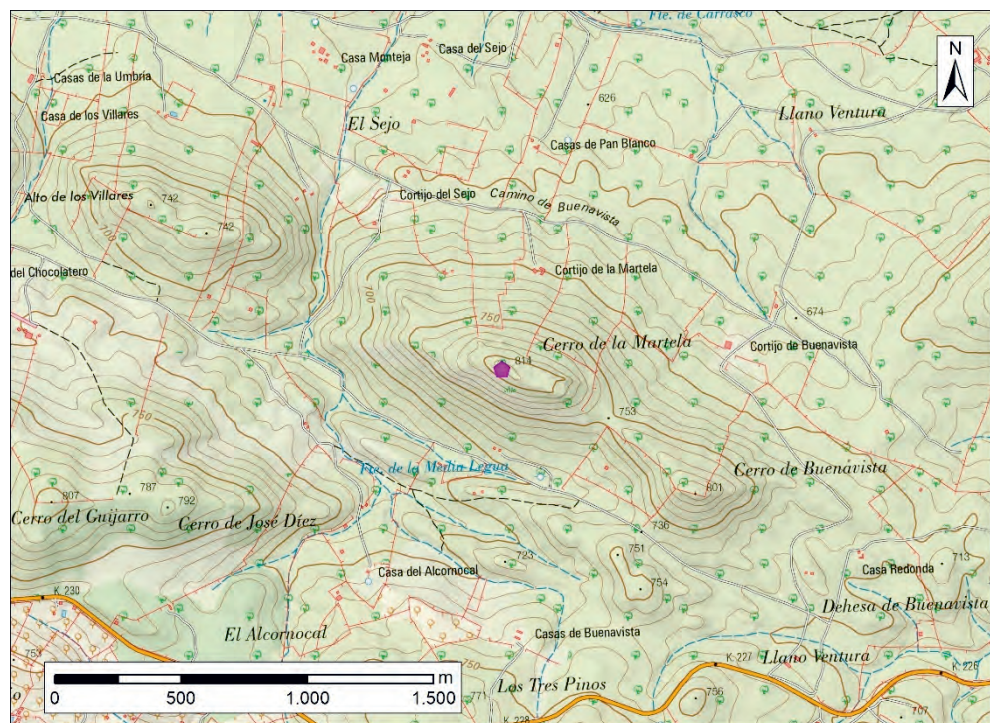 Fte. de Carrasco
N
Casa Monteja
Casa del Sejo
Casas de la Umbría
626
Llano Ventura
Casa de los Villares
El Sejo
Casas de Pan Blanco
Alto de los Villares
742
742
Cortijo del Sejo
Camino de Buenavista
700
del Chocolatero
700
Cortijo de la Martela
750
674
Cerro de la Martela
Cortijo de Buenavista
814
750
753
Fte. de la Media Legua
Cerro de Buenavista
807
787
792
801
Cerro del Guijarro
Cerro de José Díez
736
723
751
754
713
Casa del Alcornocal
Casa Redonda
K 230
Dehesa de Buenavista
El Alcornocal
Casas de Buenavista
753
K 227
Llano Ventura
K 226
750
771
Los Tres Pinos
756
707
K 228
0 500 1.000 1.500 m